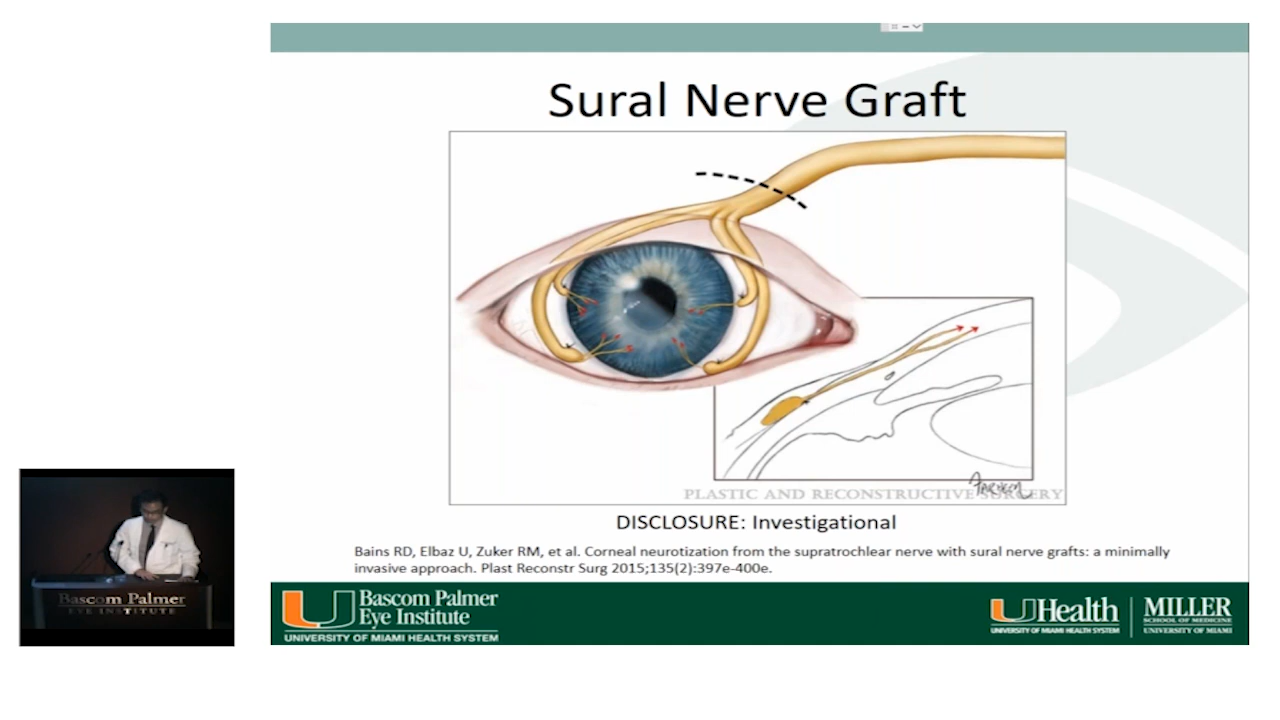 Sural Nerve Graft
PLASTIC AND RECONSTRUCTIVE SURGERY
DISCLOSURE: Investigational
Bains RD, Elbaz U, Zuker RM, et al. Corneal neurotization from the supratrochlear nerve with sural nerve grafts: a minimally
invasive approach. Plast Reconstr Surg 2015;135(2):397e-400e.
Bascom Palmer
EYE INSTITUTE
Bascom Palmer
Eye Institute
UNIVERSITY OF MIAMI HEALTH SYSTEM
UHealth
UNIVERSITY OF MIAMI HEALTH SYSTEM
MILLER
SCHOOL OF MEDICINE
UNIVERSITY OF MIAMI